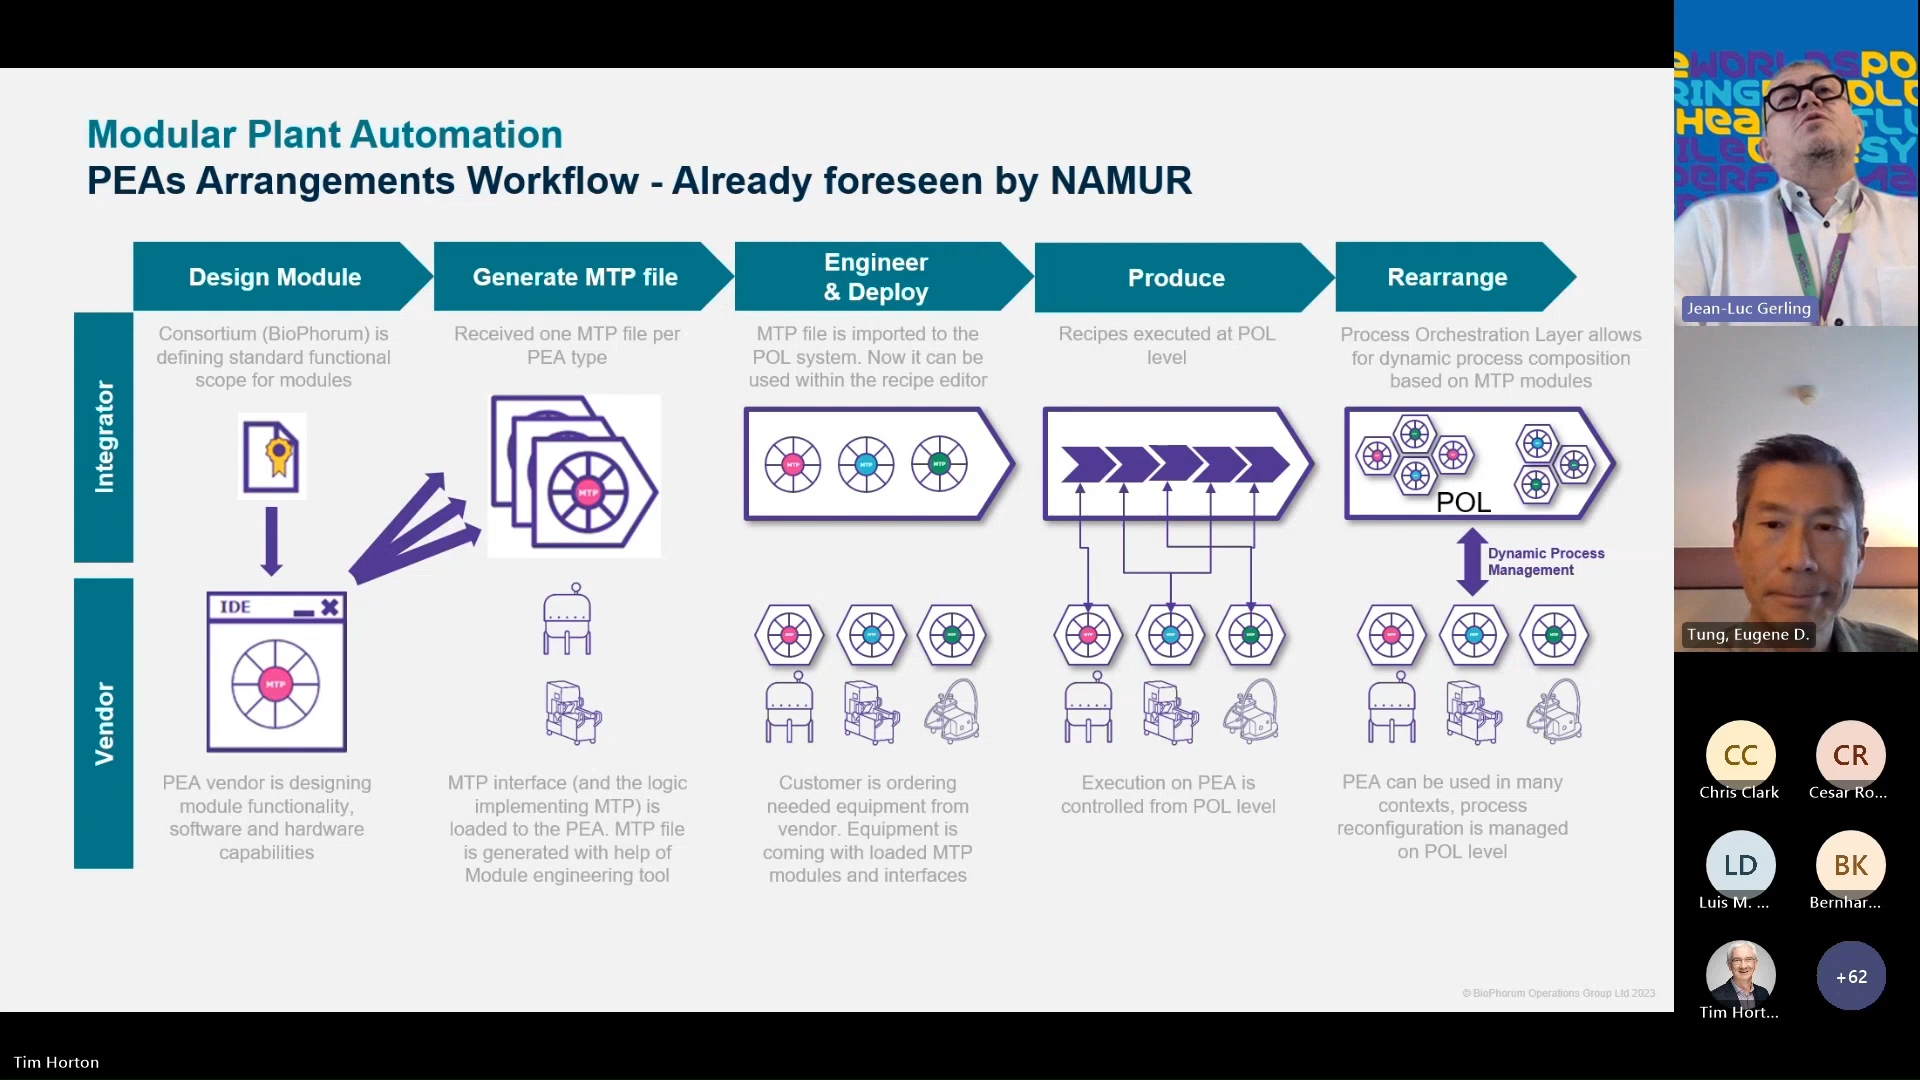 Modular Plant Automation
PEAs Arrangements Workflow - Already foreseen by NAMUR
Design Module
Generate MTP file
Engineer
& Deploy
Produce
Rearrange
Integrator
Consortium (BioPhorum) is
defining standard functional
scope for modules
Received one MTP file per
PEA type
MTP file is imported to the
POL system. Now it can be
used within the recipe editor
Recipes executed at POL
level
Process Orchestration Layer allows
for dynamic process composition
based on MTP modules
MTP
MTP
MTP
MTP
POL
Dynamic Process
Management
Vendor
IDE
MTP
PEA vendor is designing
module functionality,
software and hardware
capabilities
MTP interface (and the logic
implementing MTP) is
loaded to the PEA. MTP file
is generated with help of
Module engineering tool
Customer is ordering
needed equipment from
vendor. Equipment is
coming with loaded MTP
modules and interfaces
Execution on PEA is
controlled from POL level
PEA can be used in many
contexts, process
reconfiguration is managed
on POL level
© BioPhorum Operations Group Ltd 2023
Tim Horton
Jean-Luc Gerling
Tung, Eugene D.
CC
Chris Clark
CR
Cesar Ro...
LD
Luis M. ...
BK
Bernhar...
Tim Hort...
+62